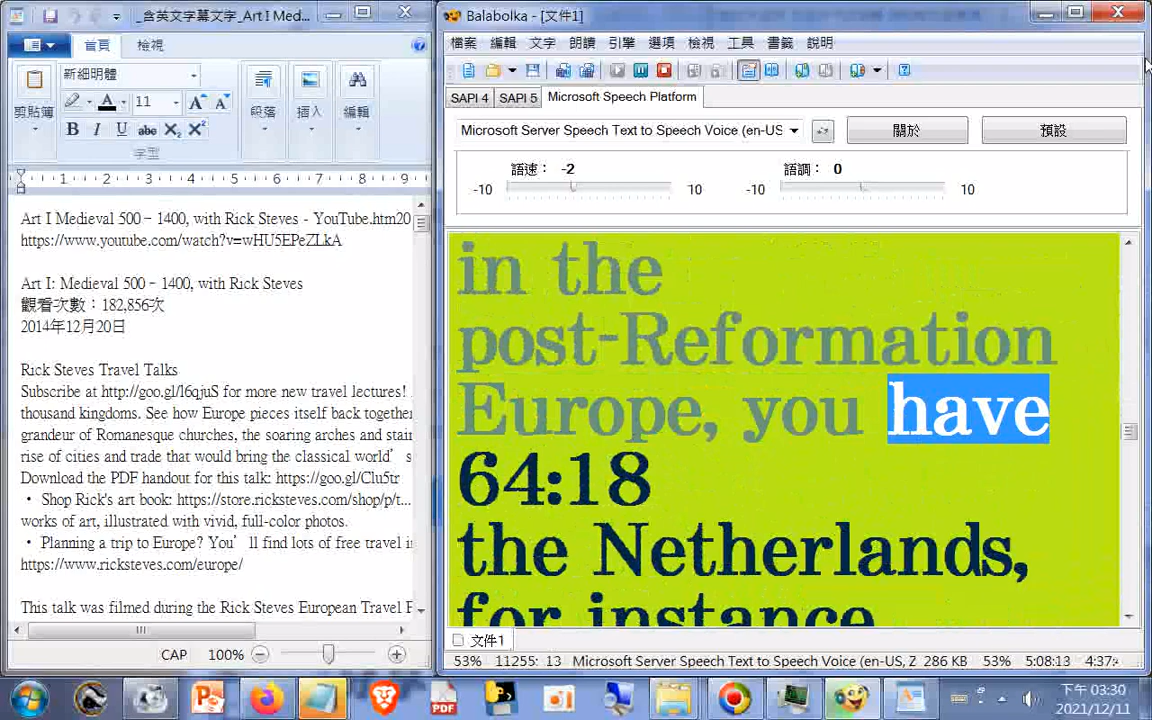 _含英文字幕文字_Art I Med...
首頁
檢視
剪貼簿
新細明體
11
B I U abc X₂ X²
字型
段落
插入
編輯
1 2 3 4 5 6 7 8 9
Art I Medieval 500 – 1400, with Rick Steves - YouTube.htm20
https://www.youtube.com/watch?v=wHU5EPeZLkA
Art I: Medieval 500 – 1400, with Rick Steves
觀看次數：182,856次
2014年12月20日
Rick Steves Travel Talks
Subscribe at http://goo.gl/l6qjuS for more new travel lectures!
thousand kingdoms. See how Europe pieces itself back together
grandeur of Romanesque churches, the soaring arches and stai
rise of cities and trade that would bring the classical world’s
Download the PDF handout for this talk: https://goo.gl/Clu5tr
• Shop Rick's art book: https://store.ricksteves.com/shop/p/t...
works of art, illustrated with vivid, full-color photos.
• Planning a trip to Europe? You’ll find lots of free travel i
https://www.ricksteves.com/europe/
This talk was filmed during the Rick Steves European Travel F
CAP 100%
Balabolka - [文件1]
檔案 編輯 文字 朗讀 引擎 選項 檢視 工具 書籤 說明
SAPI 4 SAPI 5 Microsoft Speech Platform
Microsoft Server Speech Text to Speech Voice (en-US
關於
預設
語速： -2
-10 10
語調： 0
-10 10
in the
post-Reformation
Europe, you have
64:18
the Netherlands,
for instance
文件1
53% 11255: 13 Microsoft Server Speech Text to Speech Voice (en-US, Z 286 KB 53% 5:08:13 4:37
PDF
下午 03:30
2021/12/11